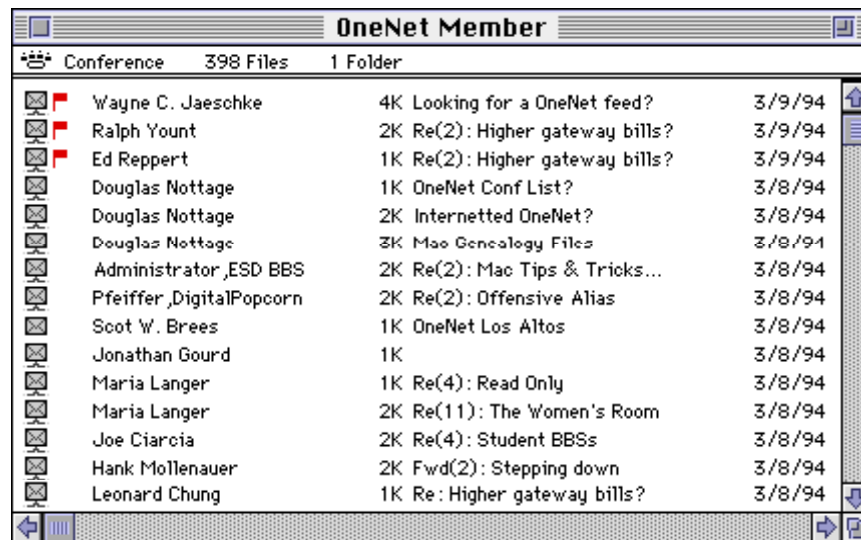 OneNet Member
Conference 398 Files 1 Folder
Wayne C. Jaeschke 4K Looking for a OneNet feed? 3/9/94
Ralph Yount 2K Re(2): Higher gateway bills? 3/9/94
Ed Reppert 1K Re(2): Higher gateway bills? 3/9/94
Douglas Nottage 1K OneNet Conf List? 3/8/94
Douglas Nottage 2K Internetted OneNet? 3/8/94
Douglas Nottage 3K Mac Genealogy Files 3/8/94
Administrator,ESD BBS 2K Re(2): Mac Tips & Tricks... 3/8/94
Pfeiffer,DigitalPopcorn 2K Re(2): Offensive Alias 3/8/94
Scot W. Brees 1K OneNet Los Altos 3/8/94
Jonathan Gourd 1K 3/8/94
Maria Langer 1K Re(4): Read Only 3/8/94
Maria Langer 2K Re(11): The Women's Room 3/8/94
Joe Ciarcia 2K Re(4): Student BBSs 3/8/94
Hank Mollenauer 2K Fwd(2): Stepping down 3/8/94
Leonard Chung 1K Re: Higher gateway bills? 3/8/94